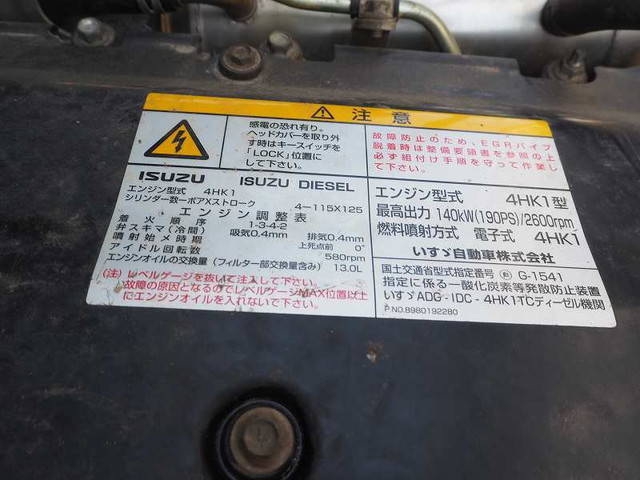 注意
感電の恐れ有り。
ヘッドカバーを取り外
す時はキースイッチを
「LOCK」位置に
して下さい。
故障防止のため、EGRパイプ
脱着時は整備要領書を参照の上
必ず組付け手順を守って作業し
て下さい。
ISUZU ISUZU DIESEL
エンジン型式 4HK1
シリンダー数ーボアXストローク 4-115X125
エンジン調整表
着火順序 1-3-4-2
弁スキマ(冷間) 吸気0.4mm 排気0.4mm
噴射始メ時期 上死点前 0°
アイドル回転数 580rpm
エンジンオイルの交換量(フィルター部交換量含み) 13.0L
(注)レベルゲージを抜いて注入して下さい。
故障の原因となるのでレベルゲージMAX位置以上
にエンジンオイルを入れないで下さい。
エンジン型式 4HK1型
最高出力 140kW(190PS)/2600rpm
燃料噴射方式 電子式 4HK1
いすゞ自動車株式会社
国土交通省型式指定番号 G-1541
指定に係る一酸化炭素等発散防止装置
いすゞADG-IDC-4HK1TCディーゼル機関
P.NO.8980192280